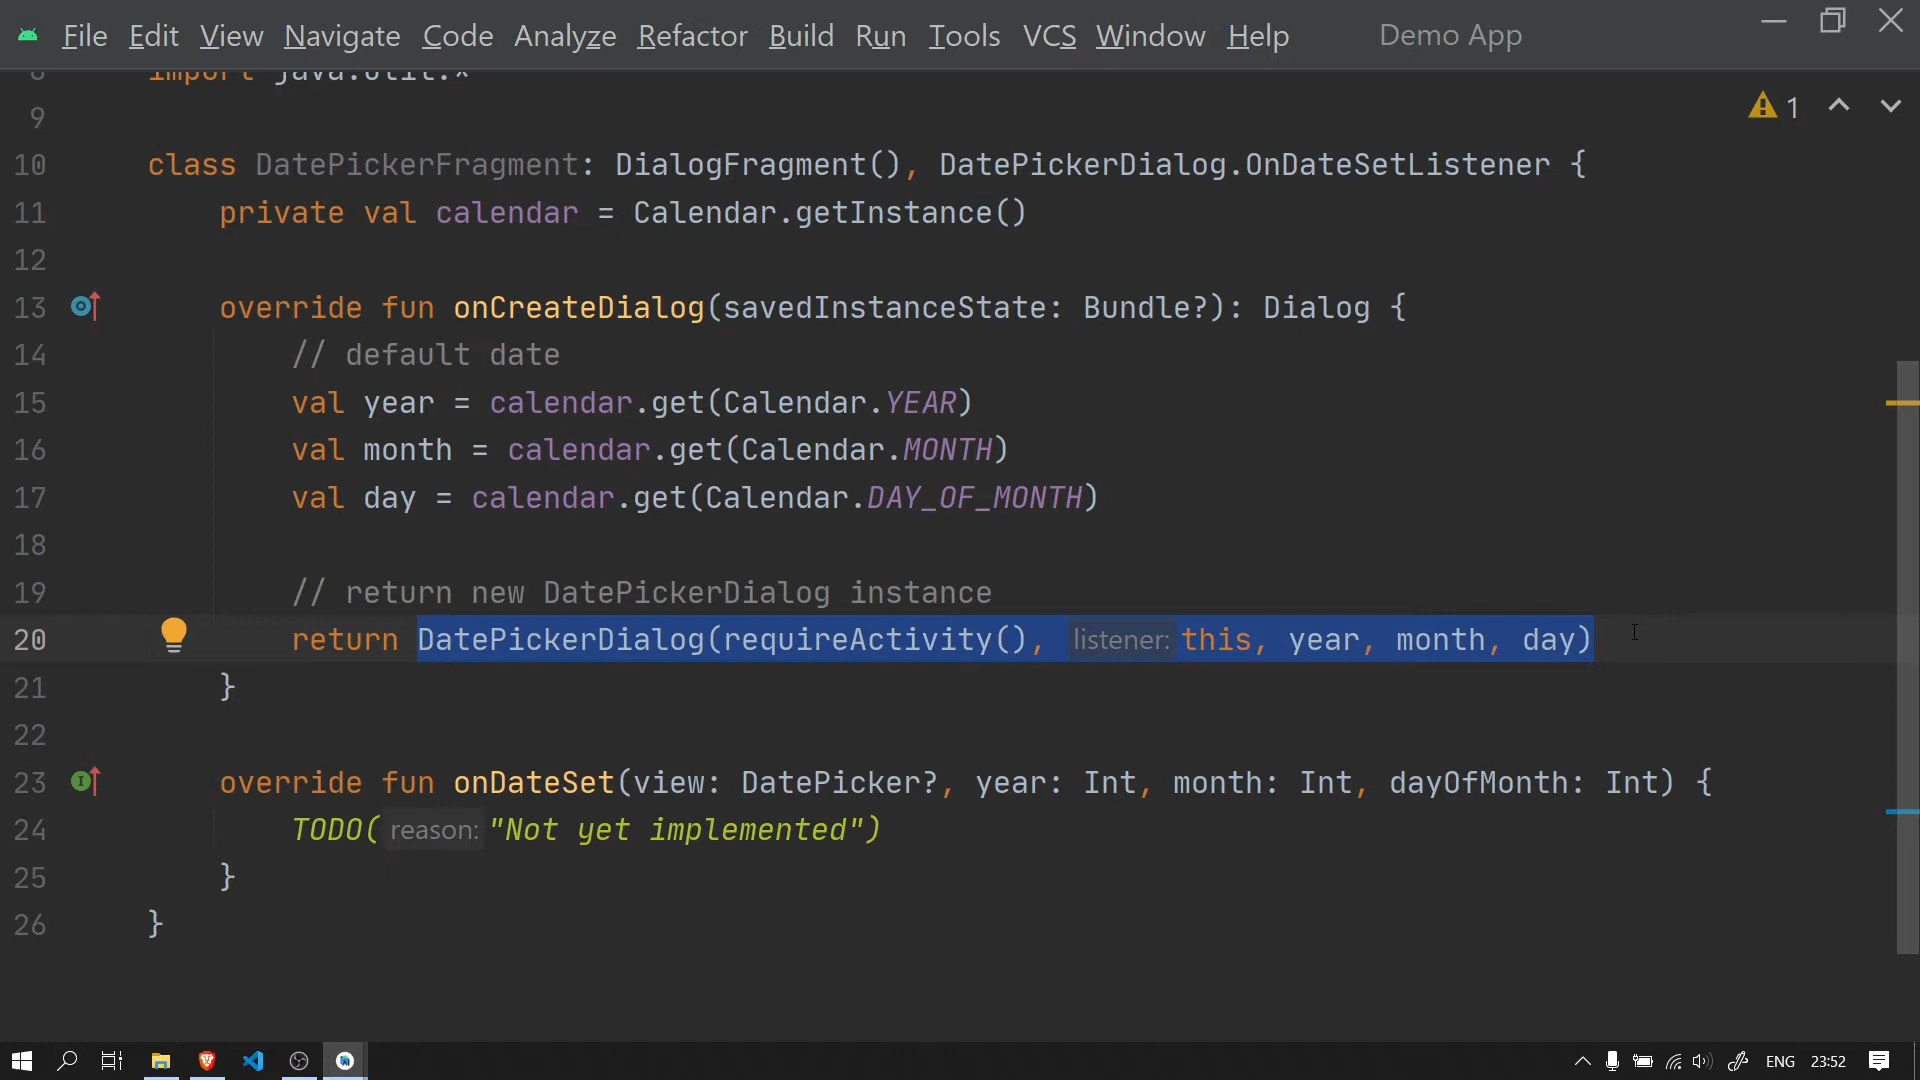 File Edit View Navigate Code Analyze Refactor Build Run Tools VCS Window Help Demo App
8 import java.util.*
1
9
10 class DatePickerFragment: DialogFragment(), DatePickerDialog.OnDateSetListener {
11 private val calendar = Calendar.getInstance()
12
13 override fun onCreateDialog(savedInstanceState: Bundle?): Dialog {
14 // default date
15 val year = calendar.get(Calendar.YEAR)
16 val month = calendar.get(Calendar.MONTH)
17 val day = calendar.get(Calendar.DAY_OF_MONTH)
18
19 // return new DatePickerDialog instance
20 return DatePickerDialog(requireActivity(), listener: this, year, month, day)
21 }
22
23 override fun onDateSet(view: DatePicker?, year: Int, month: Int, dayOfMonth: Int) {
24 TODO( reason: "Not yet implemented")
25 }
26 }
ENG 23:52